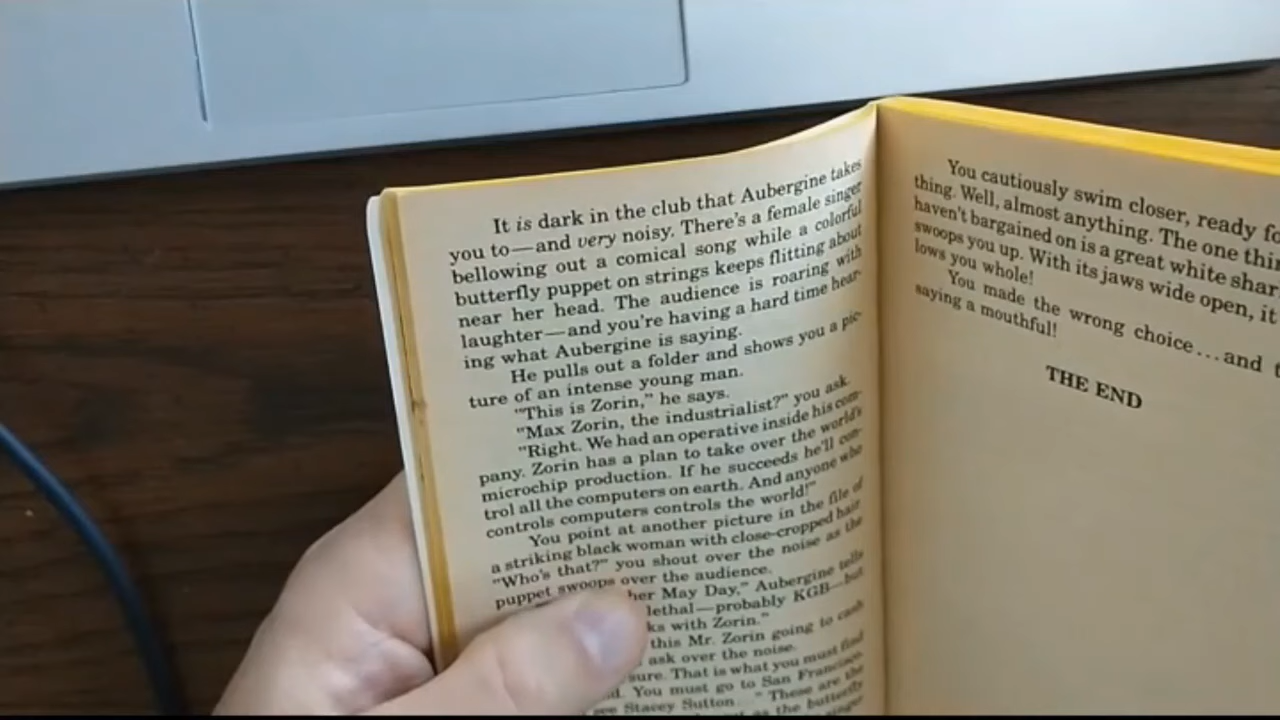 It is dark in the club that Aubergine takes
you to—and very noisy. There's a female singer
bellowing out a comical song while a colorful
butterfly puppet on strings keeps flitting about
near her head. The audience is roaring with
laughter—and you're having a hard time hear-
ing what Aubergine is saying.
He pulls out a folder and shows you a pic-
ture of an intense young man.
"This is Zorin," he says.
"Max Zorin, the industrialist?" you ask.
"Right. We had an operative inside his com-
pany. Zorin has a plan to take over the world's
microchip production. If he succeeds he'll con-
trol all the computers on earth. And anyone who
controls computers controls the world!"
You point at another picture in the file of
a striking black woman with close-cropped hair.
"Who's that?" you shout over the noise as the
puppet swoops over the audience.
her May Day," Aubergine tells
lethal—probably KGB—but
with Zorin."
this Mr. Zorin going to cash
ask over the noise.
sure. That is what you must find
You must go to San Francisco.
see Stacey Sutton. " These are the
as the butterfly
singer
You cautiously swim closer, ready
thing. Well, almost anything. The one
haven't bargained on is a great white
swoops you up. With its jaws wide open, it
lows you whole!
You made the wrong choice...and
saying a mouthful!
THE END